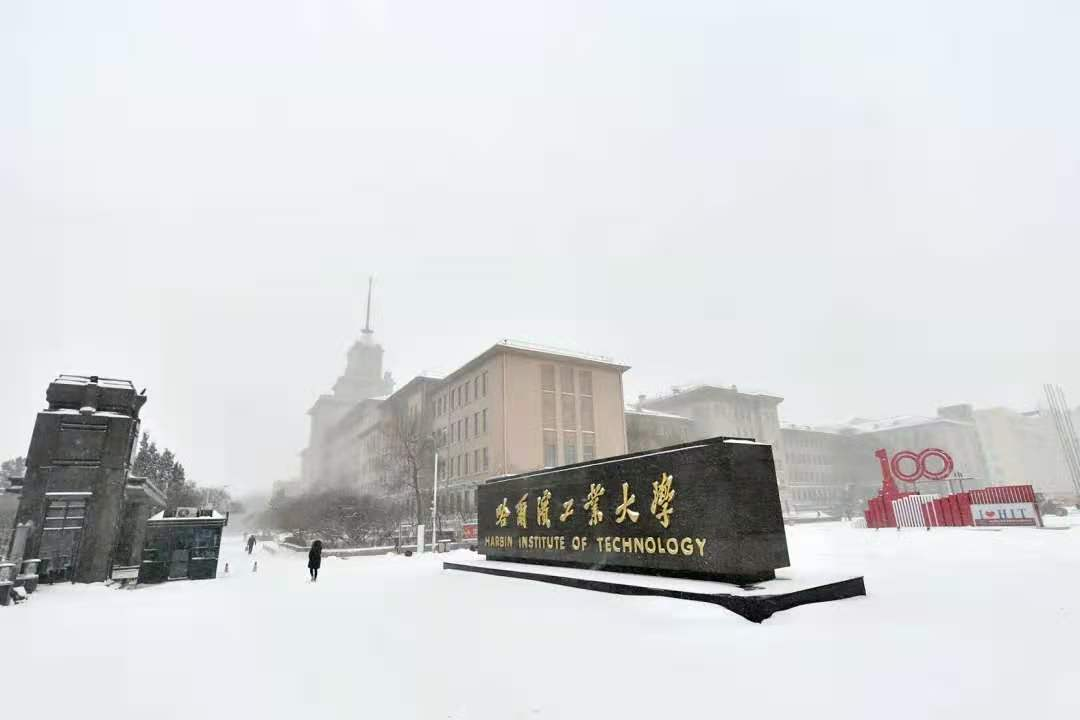 哈爾濱工業大學
HARBIN INSTITUTE OF TECHNOLOGY
100
I❤HIT